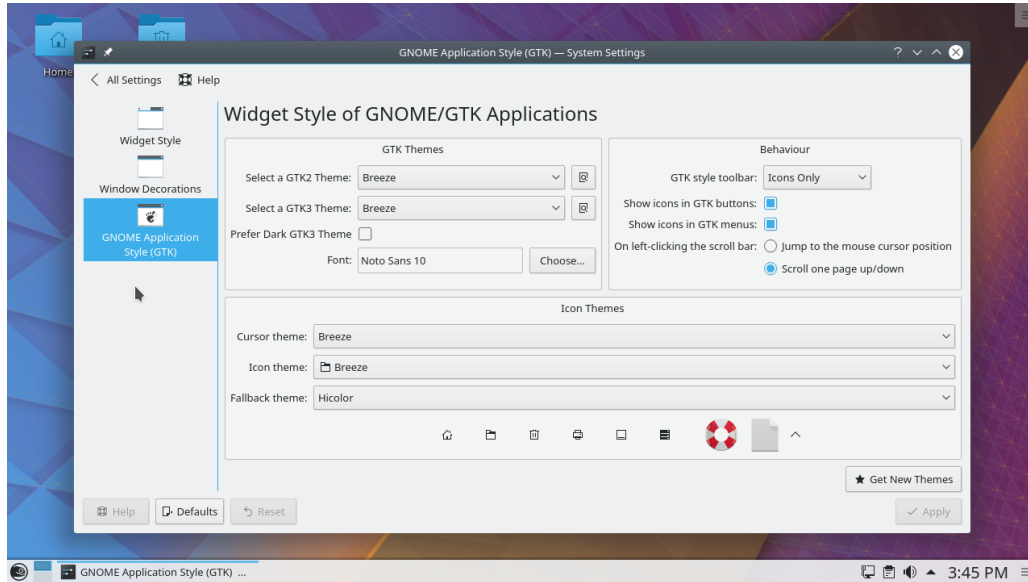 Home
GNOME Application Style (GTK) — System Settings
All Settings
Help
Widget Style
Window Decorations
GNOME Application
Style (GTK)
Widget Style of GNOME/GTK Applications
GTK Themes
Select a GTK2 Theme: Breeze
Select a GTK3 Theme: Breeze
Prefer Dark GTK3 Theme
Font: Noto Sans 10
Choose...
Behaviour
GTK style toolbar: Icons Only
Show icons in GTK buttons:
Show icons in GTK menus:
On left-clicking the scroll bar: Jump to the mouse cursor position
Scroll one page up/down
Icon Themes
Cursor theme: Breeze
Icon theme: Breeze
Fallback theme: Hicolor
Get New Themes
Help
Defaults
Reset
Apply
GNOME Application Style (GTK) ...
3:45 PM